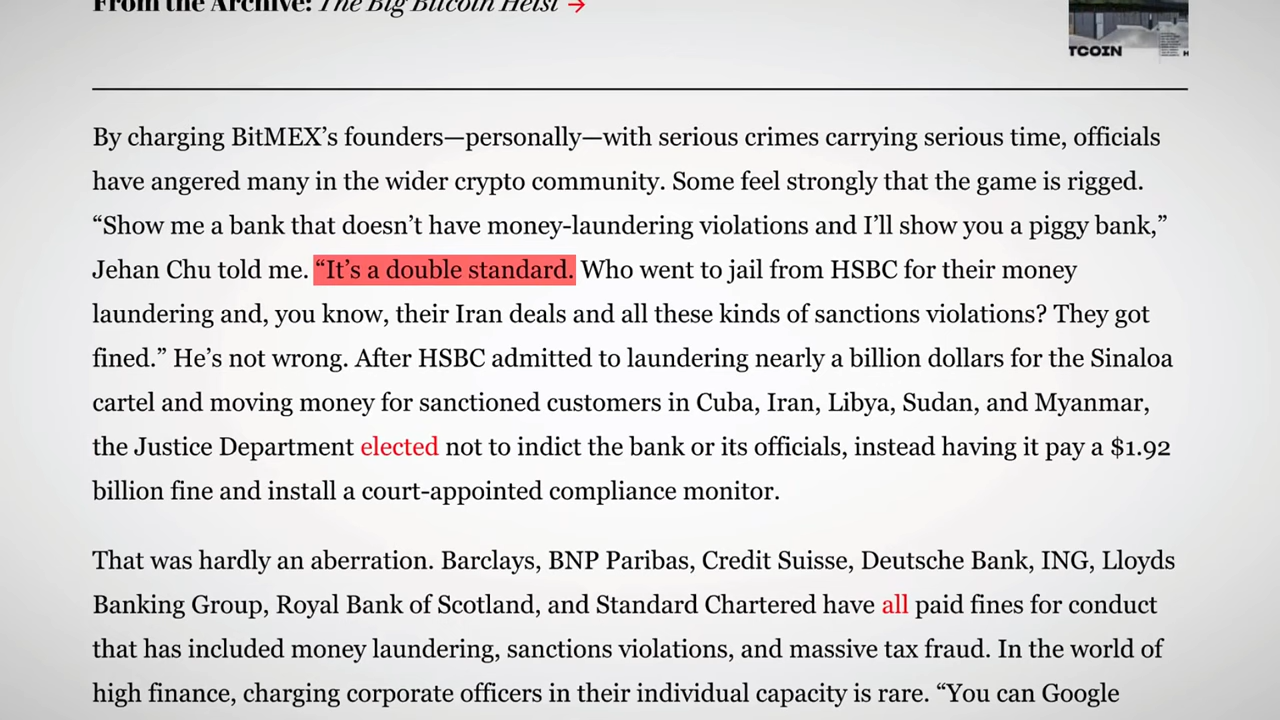 From the Archive: The Big Bitcoin Heist →
TCOIN
By charging BitMEX’s founders—personally—with serious crimes carrying serious time, officials
have angered many in the wider crypto community. Some feel strongly that the game is rigged.
“Show me a bank that doesn’t have money-laundering violations and I’ll show you a piggy bank,”
Jehan Chu told me. “It’s a double standard. Who went to jail from HSBC for their money
laundering and, you know, their Iran deals and all these kinds of sanctions violations? They got
fined.” He’s not wrong. After HSBC admitted to laundering nearly a billion dollars for the Sinaloa
cartel and moving money for sanctioned customers in Cuba, Iran, Libya, Sudan, and Myanmar,
the Justice Department elected not to indict the bank or its officials, instead having it pay a $1.92
billion fine and install a court-appointed compliance monitor.
That was hardly an aberration. Barclays, BNP Paribas, Credit Suisse, Deutsche Bank, ING, Lloyds
Banking Group, Royal Bank of Scotland, and Standard Chartered have all paid fines for conduct
that has included money laundering, sanctions violations, and massive tax fraud. In the world of
high finance, charging corporate officers in their individual capacity is rare. “You can Google